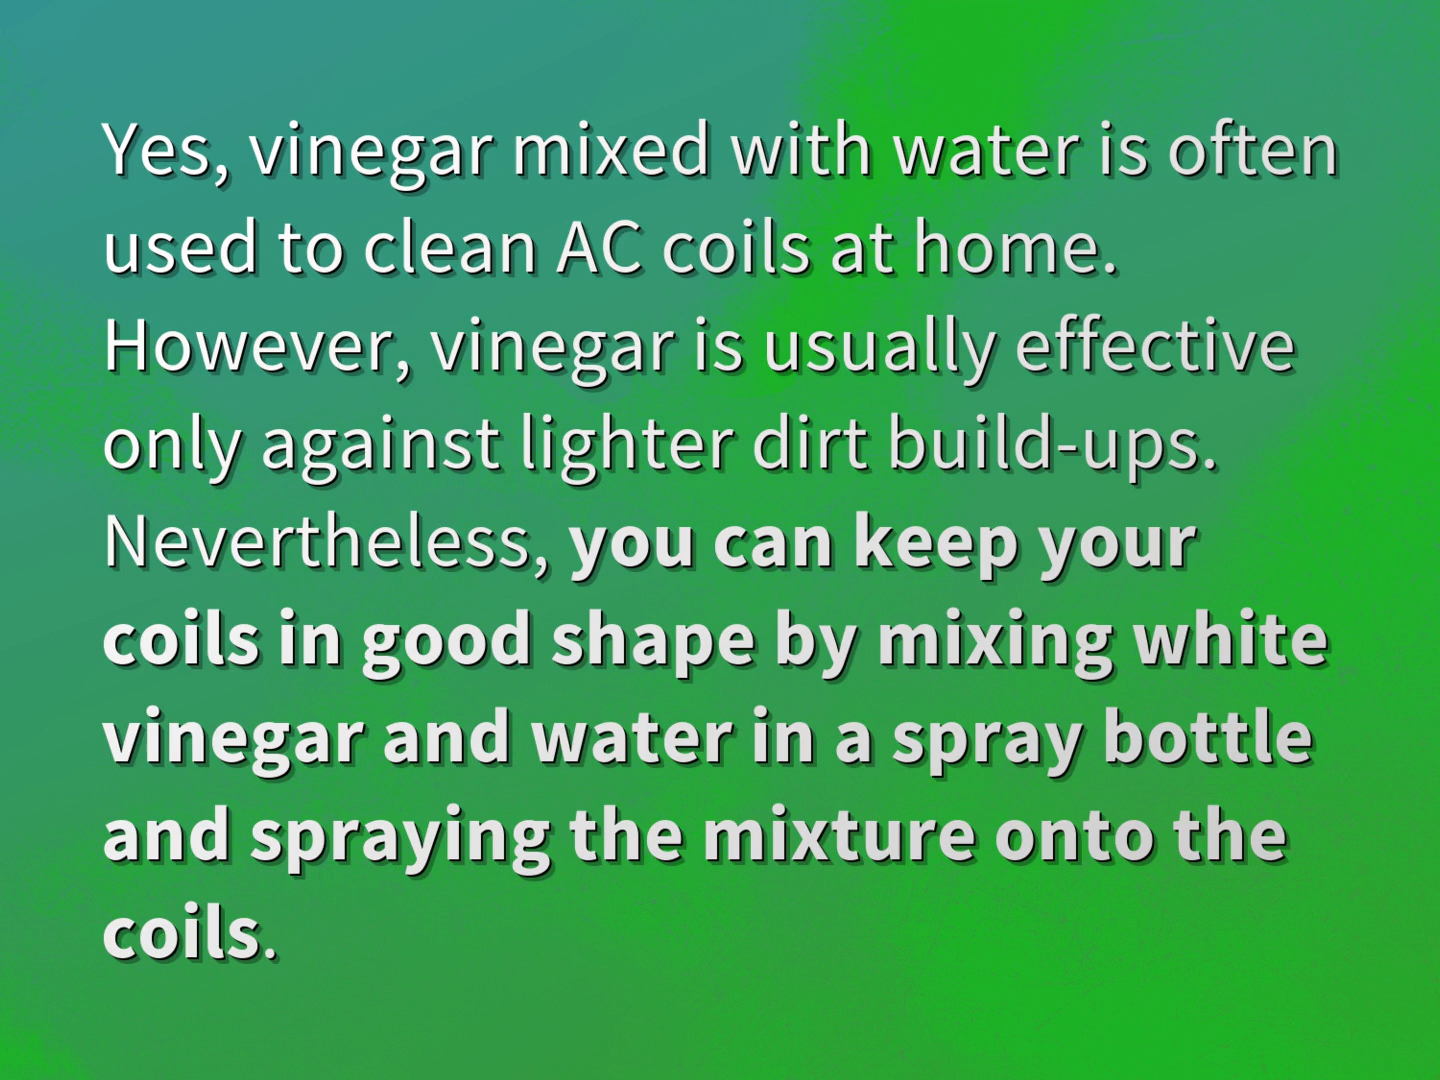 Yes, vinegar mixed with water is often
used to clean AC coils at home.
However, vinegar is usually effective
only against lighter dirt build-ups.
Nevertheless, you can keep your
coils in good shape by mixing white
vinegar and water in a spray bottle
and spraying the mixture onto the
coils.